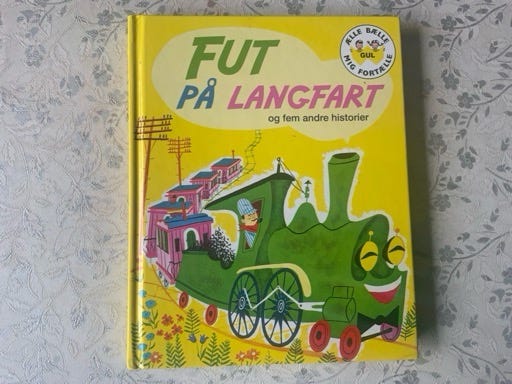 FUT
PÅ LANGFART
og fem andre historier
ÆLLE BÆLLE
GUL
MIG FORTÆLLE